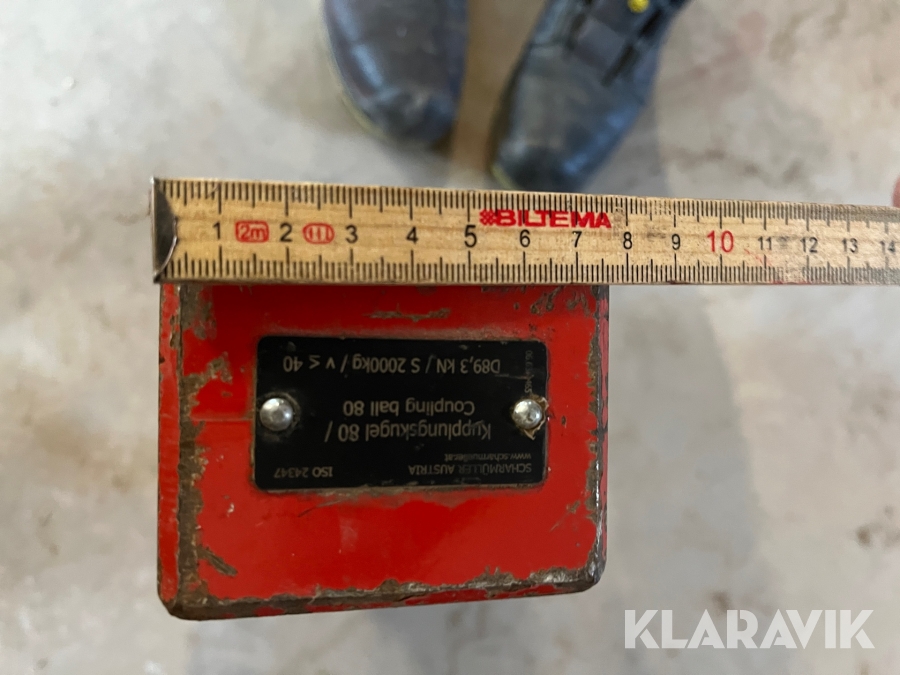 1 2m 2 III 3 4 5 6 7 8 9 10 11 12 13 14
BILTEMA
SCHARMÜLLER AUSTRIA
www.scharmueller.at
ISO 24347
Kupplungskugel 80 /
Coupling ball 80
D89,3 kN / S 2000kg / V ≤ 40
KLARAVIK